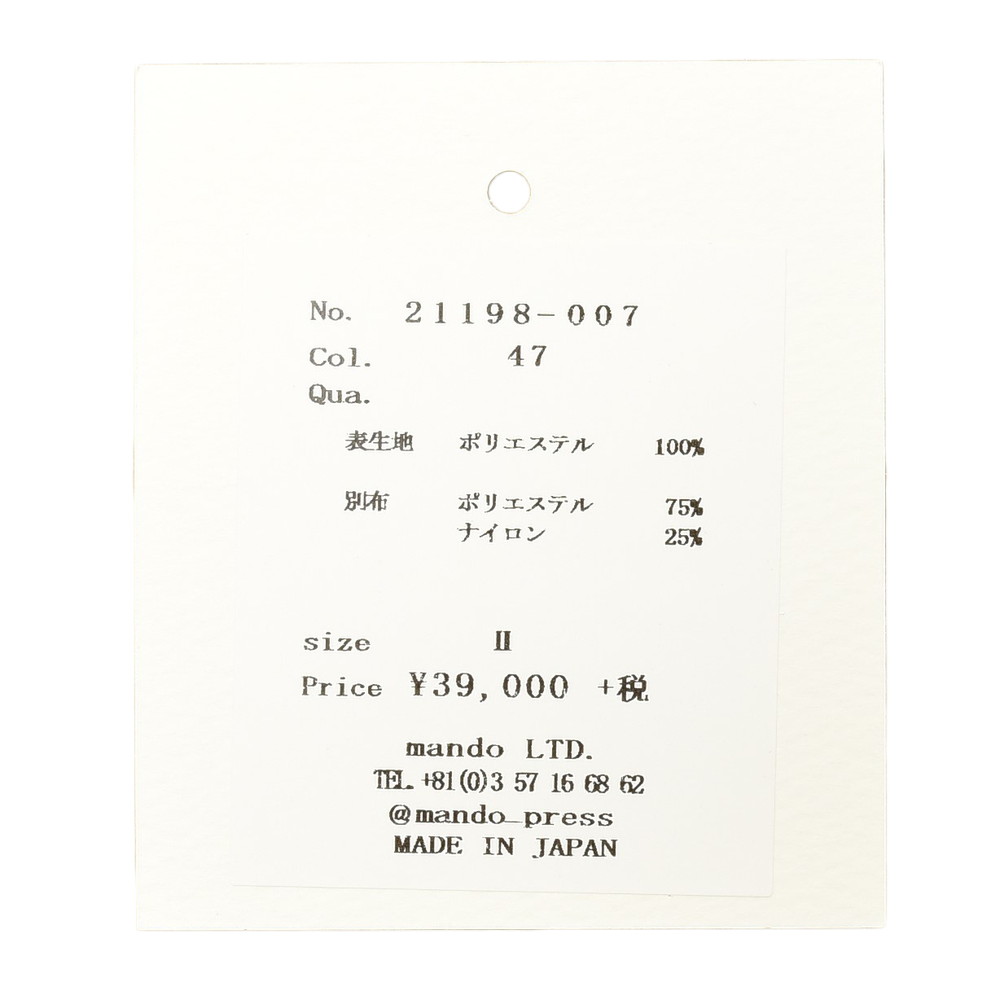 No. 21198-007
Col. 47
Qua.
表生地 ポリエステル 100%
別布 ポリエステル 75%
ナイロン 25%
size Ⅱ
Price ¥39,000 +税
mando LTD.
TEL. +81(0)3 57 16 68 62
@mando_press
MADE IN JAPAN